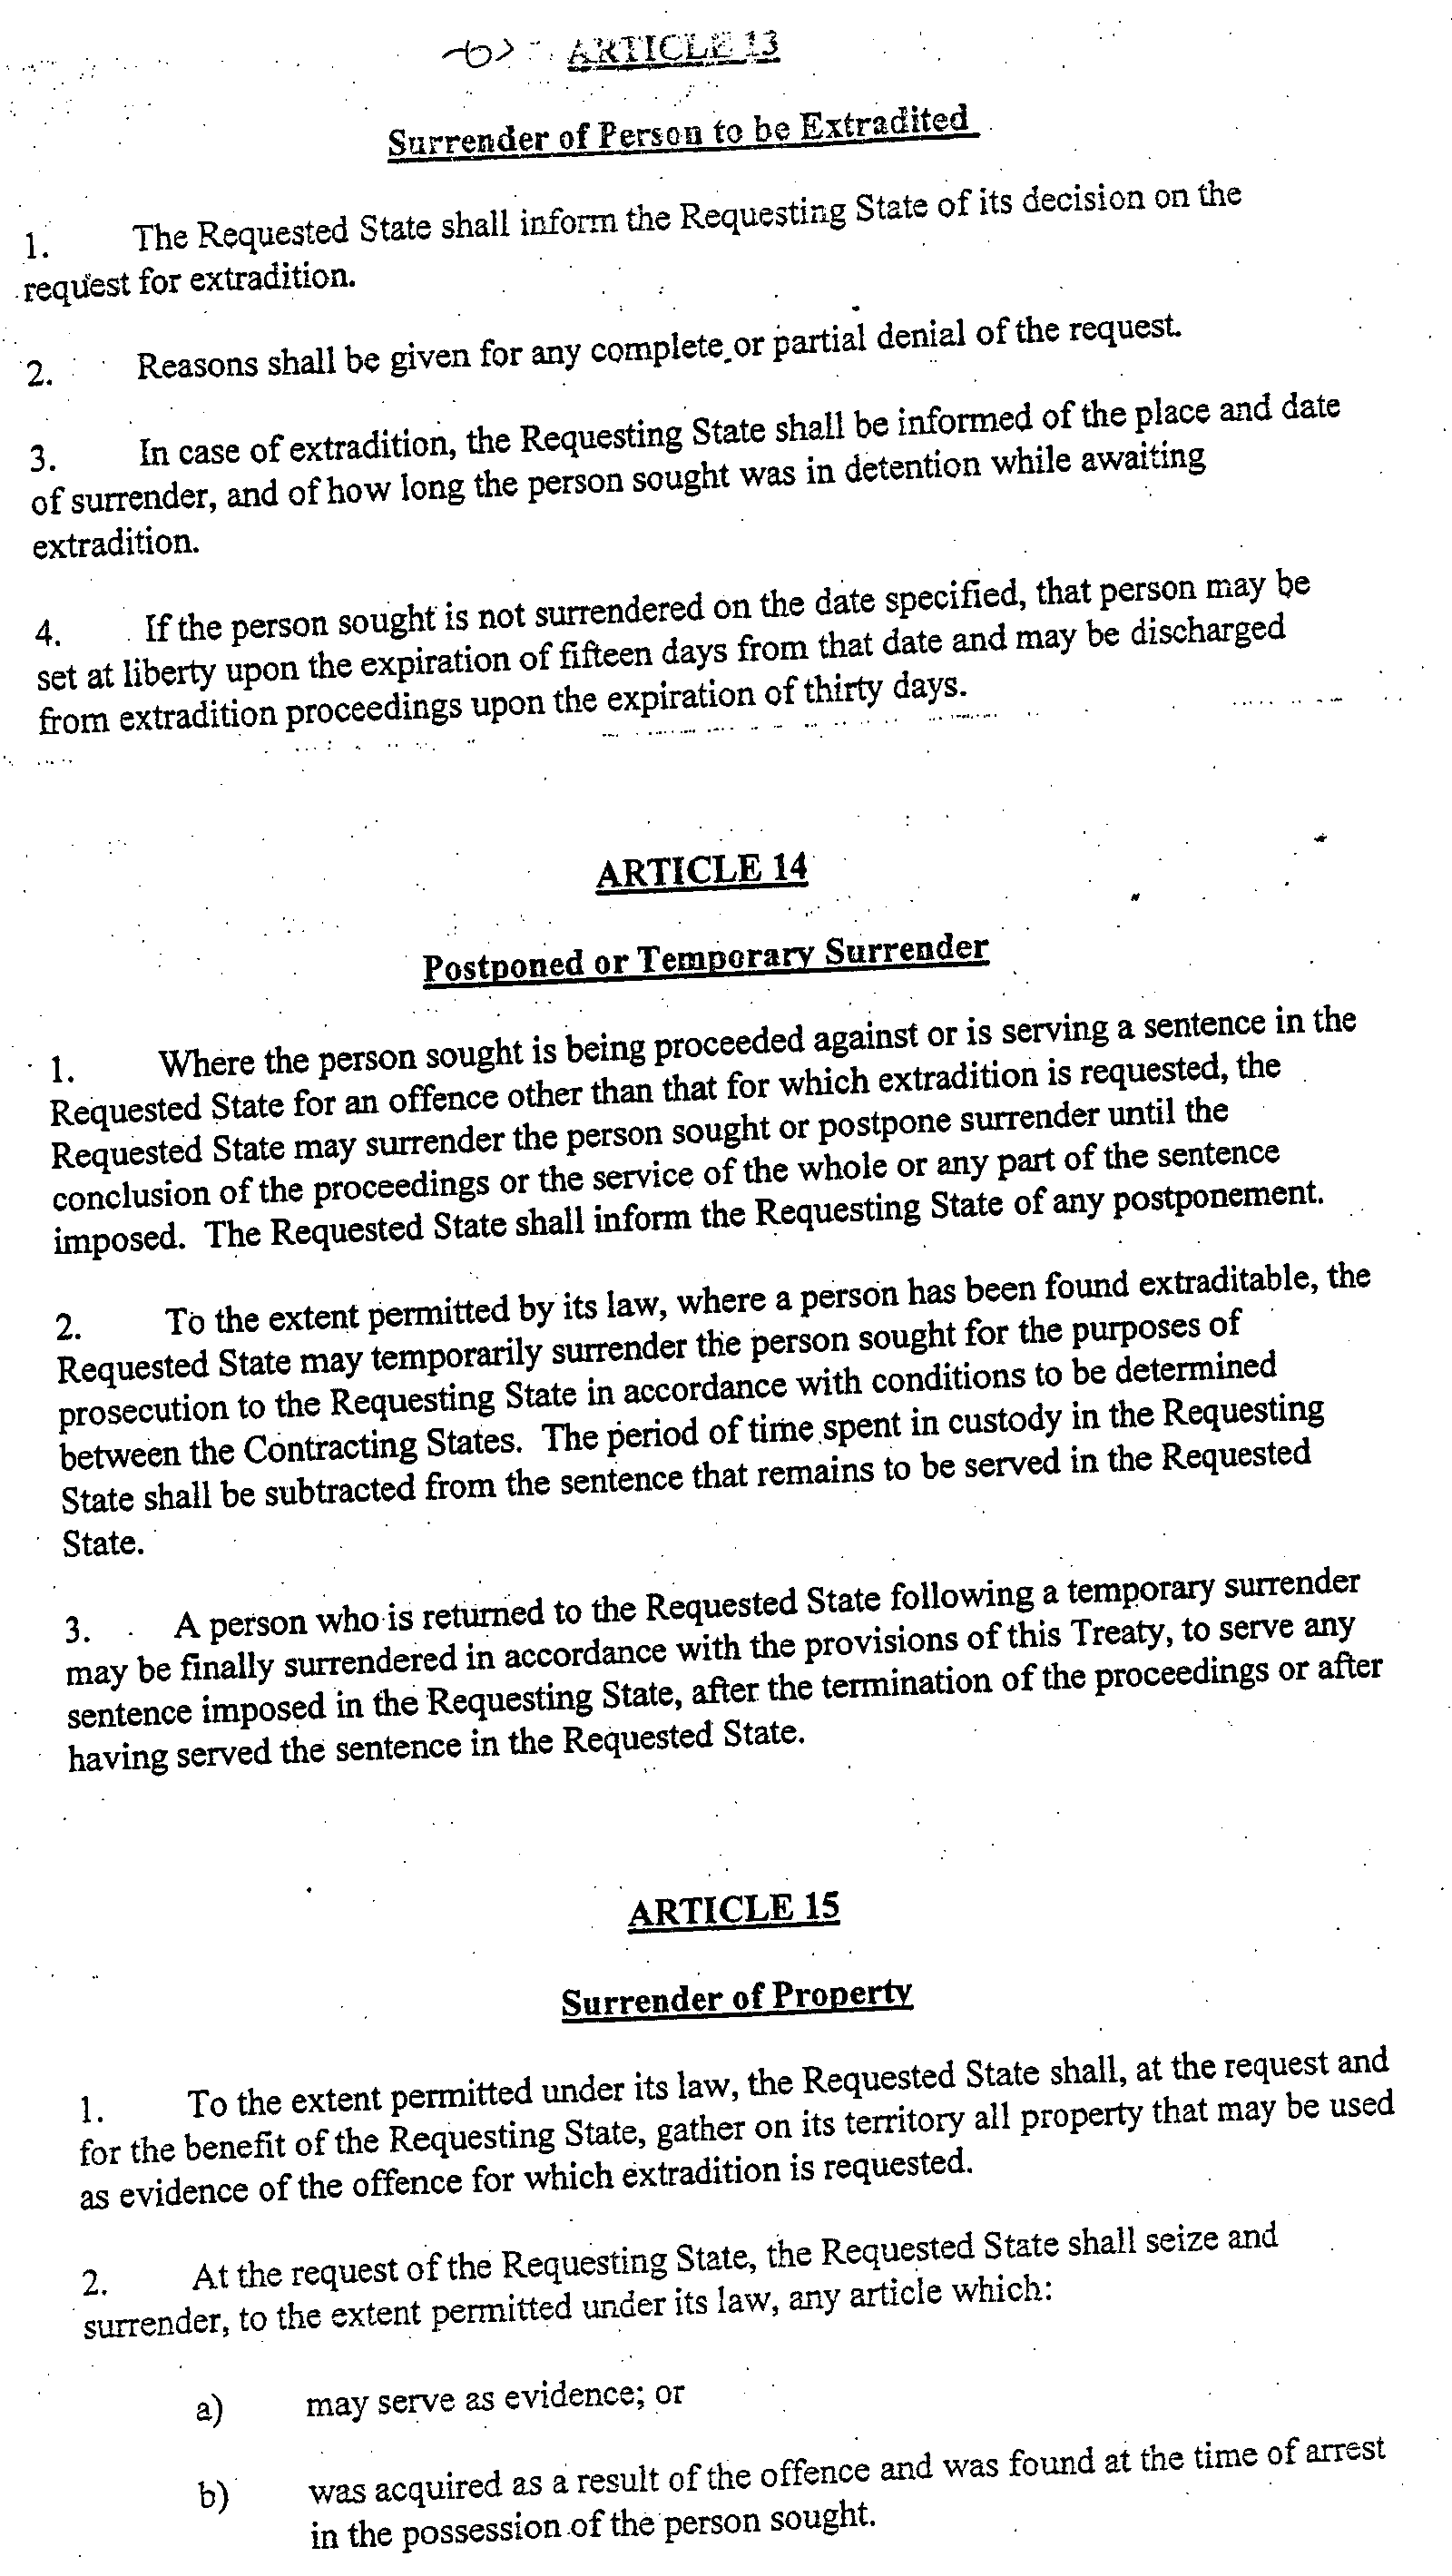 ARTICLE 13
Surrender of Person to be Extradited
1. The Requested State shall inform the Requesting State of its decision on the
request for extradition.
2. Reasons shall be given for any complete or partial denial of the request.
3. In case of extradition, the Requesting State shall be informed of the place and date
of surrender, and of how long the person sought was in detention while awaiting
extradition.
4. If the person sought is not surrendered on the date specified, that person may be
set at liberty upon the expiration of fifteen days from that date and may be discharged
from extradition proceedings upon the expiration of thirty days.
ARTICLE 14
Postponed or Temporary Surrender
1. Where the person sought is being proceeded against or is serving a sentence in the
Requested State for an offence other than that for which extradition is requested, the
Requested State may surrender the person sought or postpone surrender until the
conclusion of the proceedings or the service of the whole or any part of the sentence
imposed. The Requested State shall inform the Requesting State of any postponement.
2. To the extent permitted by its law, where a person has been found extraditable, the
Requested State may temporarily surrender the person sought for the purposes of
prosecution to the Requesting State in accordance with conditions to be determined
between the Contracting States. The period of time spent in custody in the Requesting
State shall be subtracted from the sentence that remains to be served in the Requested
State.
3. A person who is returned to the Requested State following a temporary surrender
may be finally surrendered in accordance with the provisions of this Treaty, to serve any
sentence imposed in the Requesting State, after the termination of the proceedings or after
having served the sentence in the Requested State.
ARTICLE 15
Surrender of Property
1. To the extent permitted under its law, the Requested State shall, at the request and
for the benefit of the Requesting State, gather on its territory all property that may be used
as evidence of the offence for which extradition is requested.
2. At the request of the Requesting State, the Requested State shall seize and
surrender, to the extent permitted under its law, any article which:
a) may serve as evidence; or
b) was acquired as a result of the offence and was found at the time of arrest
in the possession of the person sought.